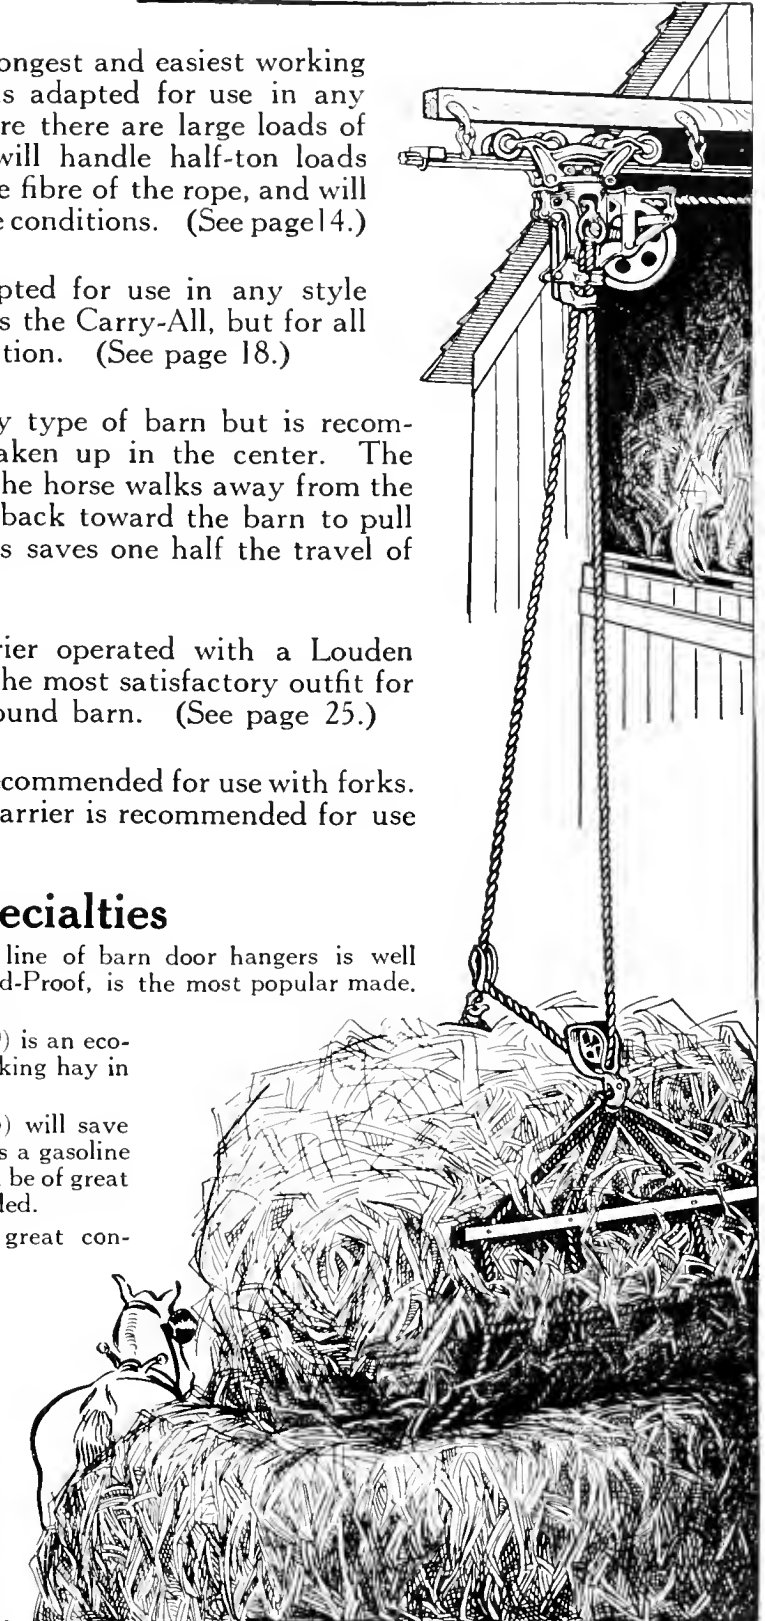 ongest and easiest working
s adapted for use in any
re there are large loads of
will handle half-ton loads
e fibre of the rope, and will
e conditions. (See page 14.)
pted for use in any style
s the Carry-All, but for all
tion. (See page 18.)
y type of barn but is recom-
aken up in the center. The
he horse walks away from the
back toward the barn to pull
s saves one half the travel of
rier operated with a Louden
he most satisfactory outfit for
ound barn. (See page 25.)
ecommended for use with forks.
arrier is recommended for use
ecialties
line of barn door hangers is well
d-Proof, is the most popular made.
) is an eco-
king hay in
) will save
s a gasoline
be of great
led.
great con-